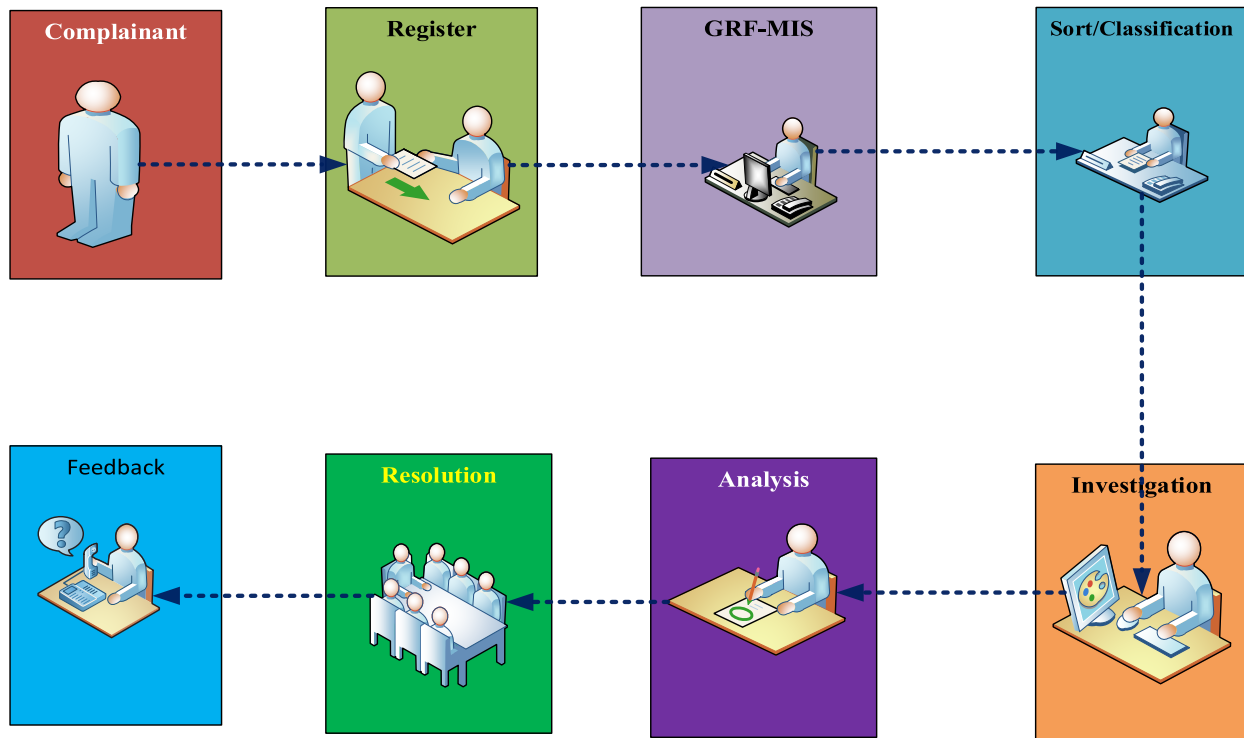 Complainant
Register
GRF-MIS
Sort/Classification
Feedback
Resolution
Analysis
Investigation
?